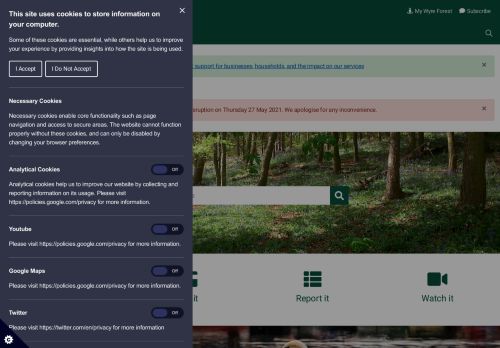 This site uses cookies to store information on
your computer.
Some of these cookies are essential, while others help us to improve
your experience by providing insights into how the site is being used.
I Accept
I Do Not Accept
Necessary Cookies
Necessary cookies enable core functionality such as page
navigation and access to secure areas. The website cannot function
properly without these cookies, and can only be disabled by
changing your browser preferences.
Analytical Cookies
Off
Analytical cookies help us to improve our website by collecting and
reporting information on its usage. Please visit
https://policies.google.com/privacy for more information.
Youtube
Off
Please visit https://policies.google.com/privacy for more information.
Google Maps
Off
Please visit https://policies.google.com/privacy for more information.
Twitter
Off
Please visit https://twitter.com/en/privacy for more information
My Wyre Forest
Subscribe
support for businesses, households, and the impact on our services
×
ruption on Thursday 27 May 2021. We apologise for any inconvenience.
×
it
Report it
Watch it